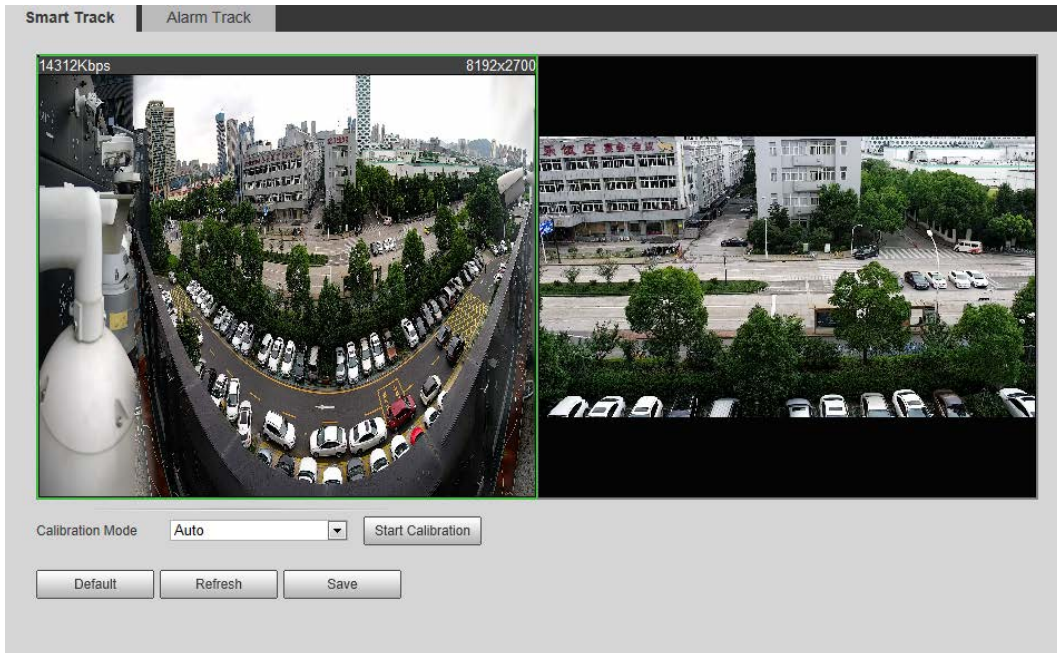 Smart Track Alarm Track
14312Kbps 8192x2700
Calibration Mode Auto Start Calibration
Default Refresh Save